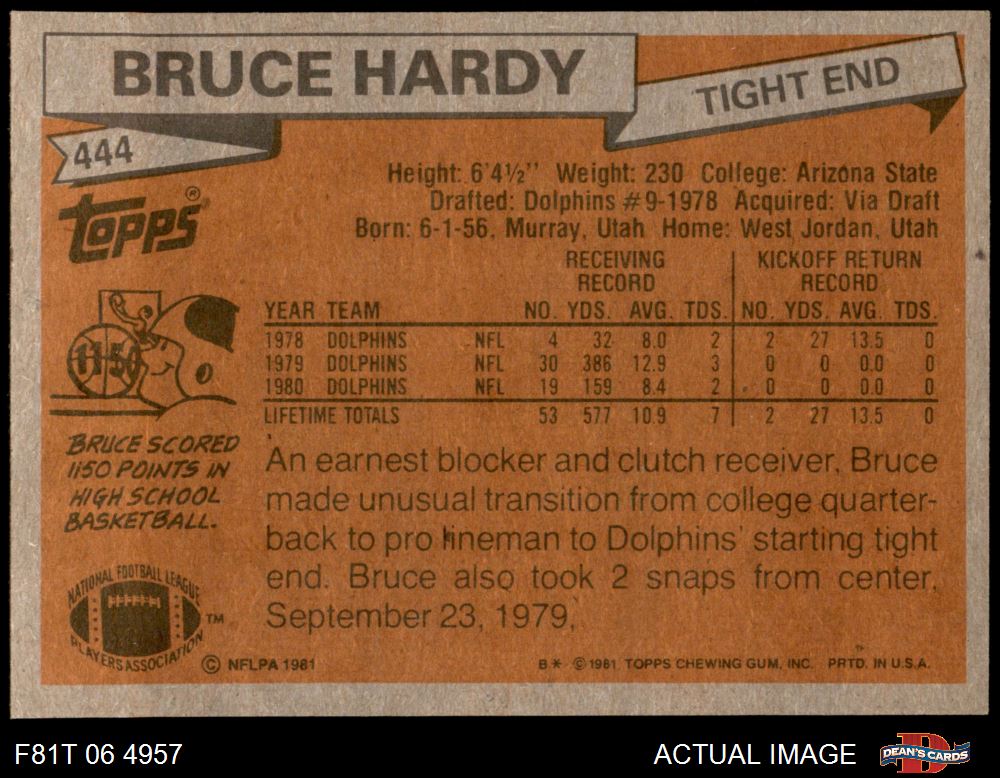 BRUCE HARDY
TIGHT END
444
Topps®
Height: 6'4½" Weight: 230 College: Arizona State
Drafted: Dolphins #9-1978 Acquired: Via Draft
Born: 6-1-56, Murray, Utah Home: West Jordan, Utah
RECEIVING RECORD KICKOFF RETURN RECORD
YEAR TEAM NO. YDS. AVG. TDS. NO. YDS. AVG. TDS.
1978 DOLPHINS NFL 4 32 8.0 2 2 27 13.5 0
1979 DOLPHINS NFL 30 386 12.9 3 0 0 0.0 0
1980 DOLPHINS NFL 19 159 8.4 2 0 0 0.0 0
LIFETIME TOTALS 53 577 10.9 7 2 27 13.5 0
1150
BRUCE SCORED
1150 POINTS IN
HIGH SCHOOL
BASKETBALL.
An earnest blocker and clutch receiver, Bruce
made unusual transition from college quarter-
back to pro lineman to Dolphins' starting tight
end. Bruce also took 2 snaps from center,
September 23, 1979,
NATIONAL FOOTBALL LEAGUE
PLAYERS ASSOCIATION
TM
© NFLPA 1981
B* © 1981 TOPPS CHEWING GUM, INC. PRTD. IN U.S.A.
F81T 06 4957
ACTUAL IMAGE
D
DEAN'S CARDS